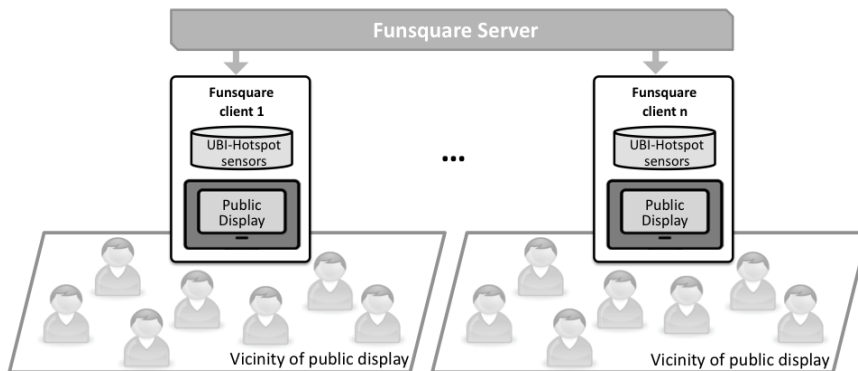 Funsquare Server
Funsquare
client 1
UBI-Hotspot
sensors
Public
Display
Vicinity of public display
...
Funsquare
client n
UBI-Hotspot
sensors
Public
Display
Vicinity of public display